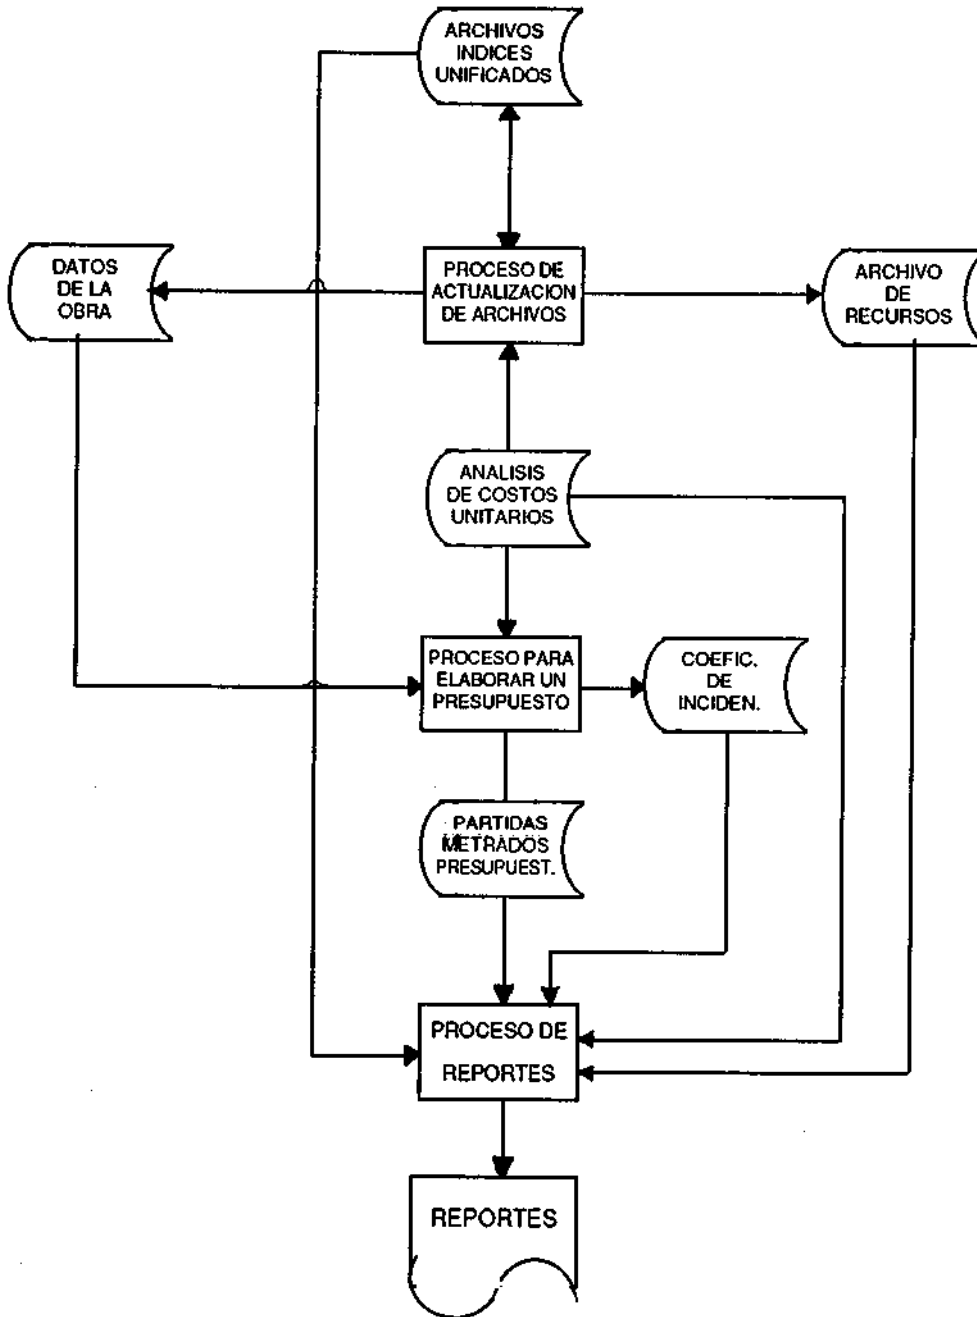 ARCHIVOS
INDICES
UNIFICADOS
DATOS
DE LA
OBRA
PROCESO DE
ACTUALIZACION
DE ARCHIVOS
ARCHIVO
DE
RECURSOS
ANALISIS
DE COSTOS
UNITARIOS
PROCESO PARA
ELABORAR UN
PRESUPUESTO
COEFIC.
DE
INCIDEN.
PARTIDAS
METRADOS
PRESUPUEST.
PROCESO DE
REPORTES
REPORTES